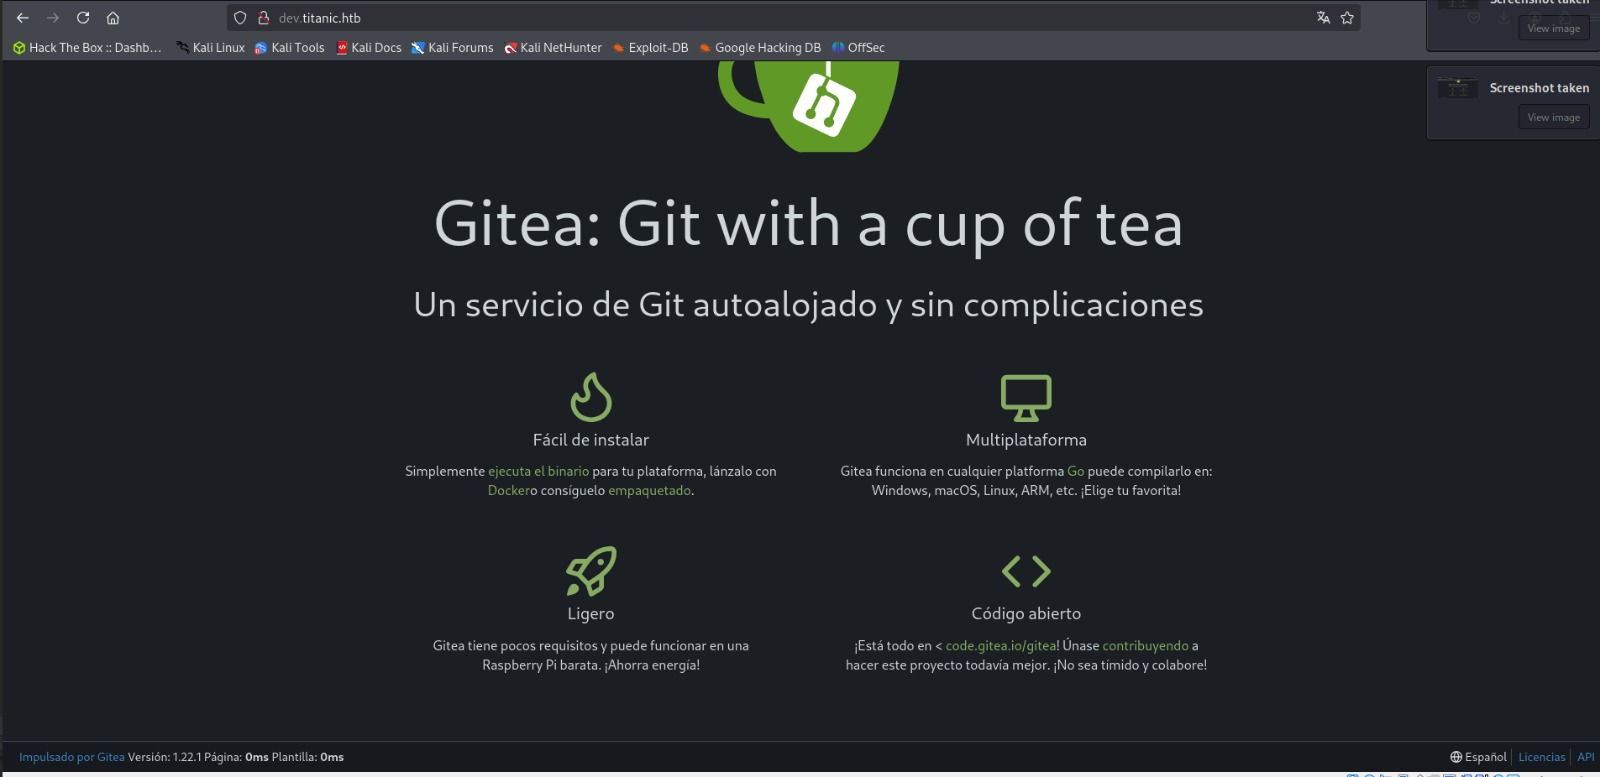 Screenshot taken
dev.titanic.htb
View image
Hack The Box :: Dashb… Kali Linux Kali Tools Kali Docs Kali Forums Kali NetHunter Exploit-DB Google Hacking DB OffSec
Screenshot taken
View image
Gitea: Git with a cup of tea
Un servicio de Git autoalojado y sin complicaciones
Fácil de instalar
Simplemente ejecuta el binario para tu plataforma, lánzalo con
Dockero consíguelo empaquetado.
Multiplataforma
Gitea funciona en cualquier platforma Go puede compilarlo en:
Windows, macOS, Linux, ARM, etc. ¡Elige tu favorita!
Ligero
Gitea tiene pocos requisitos y puede funcionar en una
Raspberry Pi barata. ¡Ahorra energía!
Código abierto
¡Está todo en < code.gitea.io/gitea! Únase contribuyendo a
hacer este proyecto todavía mejor. ¡No sea tímido y colabore!
Impulsado por Gitea Versión: 1.22.1 Página: 0ms Plantilla: 0ms
Español Licencias API